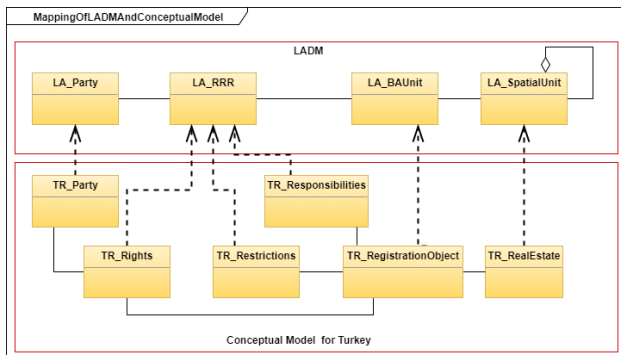 MappingOfLADMAndConceptualModel
LADM
LA_Party
LA_RRR
LA_BAUnit
LA_SpatialUnit
TR_Party
TR_Responsibilities
TR_Rights
TR_Restrictions
TR_RegistrationObject
TR_RealEstate
Conceptual Model for Turkey